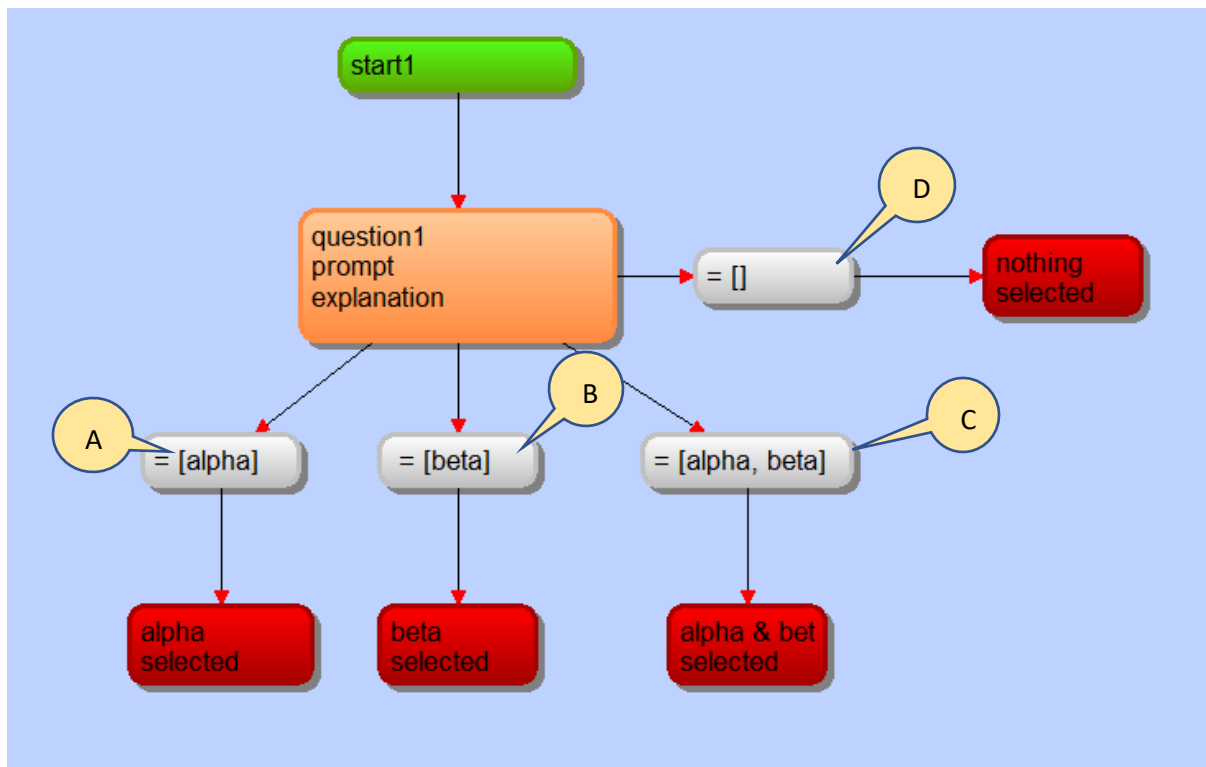 start1
D
question1
prompt
explanation
= []
nothing
selected
B
A
C
= [alpha]
= [beta]
= [alpha, beta]
alpha
selected
beta
selected
alpha & bet
selected